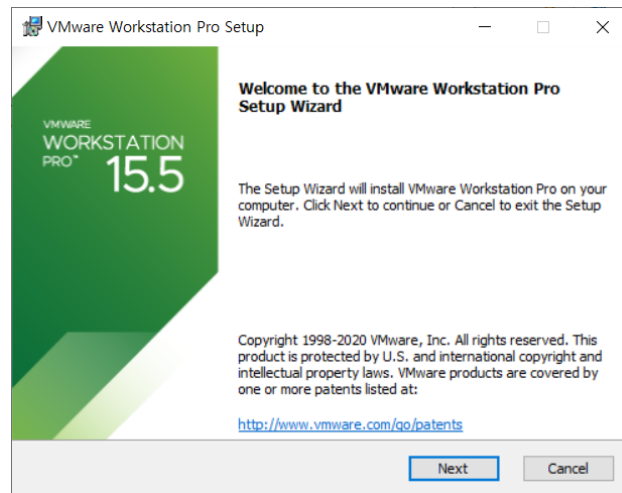 VMware Workstation Pro Setup
VMWARE
WORKSTATION
PRO™ 15.5
Welcome to the VMware Workstation Pro
Setup Wizard
The Setup Wizard will install VMware Workstation Pro on your
computer. Click Next to continue or Cancel to exit the Setup
Wizard.
Copyright 1998-2020 VMware, Inc. All rights reserved. This
product is protected by U.S. and international copyright and
intellectual property laws. VMware products are covered by
one or more patents listed at:
http://www.vmware.com/go/patents
Next Cancel